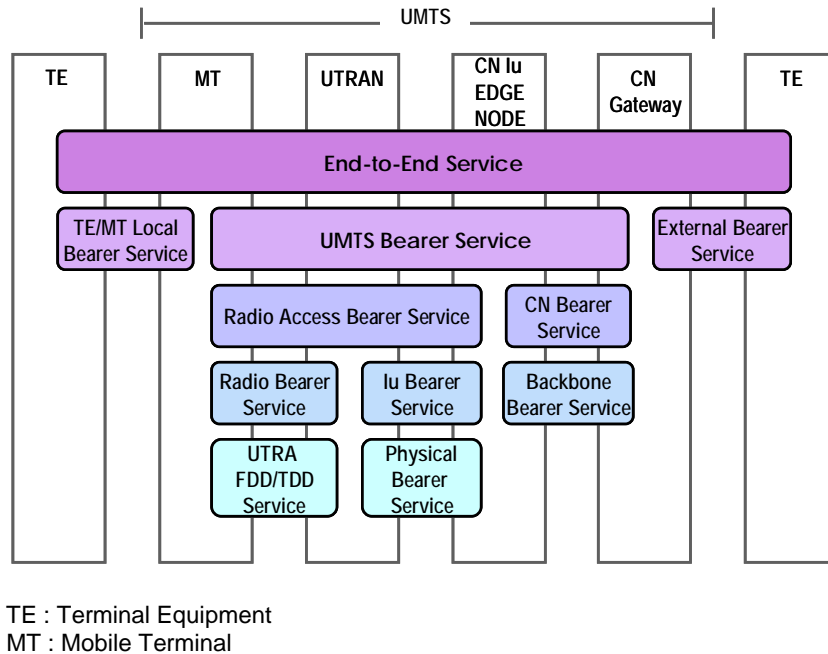 UMTS
TE
MT
UTRAN
CN Iu
EDGE
NODE
CN
Gateway
TE
End-to-End Service
TE/MT Local
Bearer Service
UMTS Bearer Service
External Bearer
Service
Radio Access Bearer Service
CN Bearer
Service
Radio Bearer
Service
Iu Bearer
Service
Backbone
Bearer Service
UTRA
FDD/TDD
Service
Physical
Bearer
Service
TE : Terminal Equipment
MT : Mobile Terminal